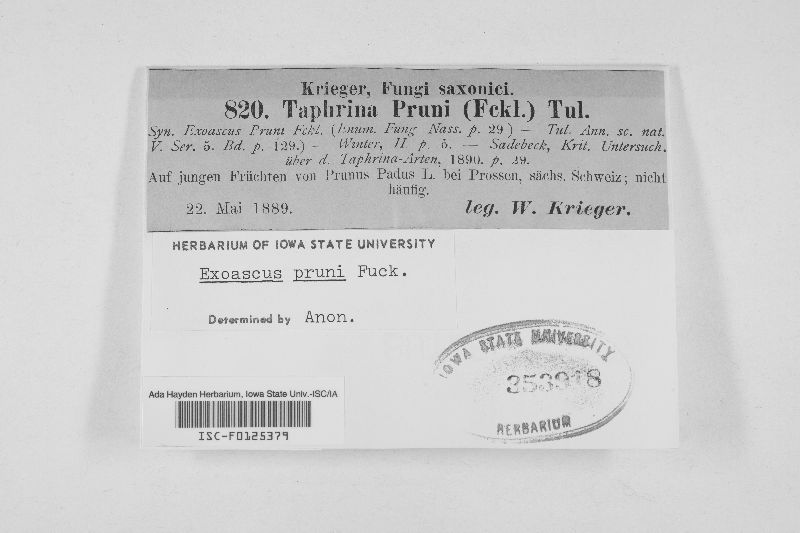 Krieger, Fungi saxonici.
820. Taphrina Pruni (Fckl.) Tul.
Syn. Exoascus Pruni Fckl. (Enum. Fung Nass. p. 29) – Tul. Ann. sc. nat.
V. Ser. 5. Bd. p. 129.) – Winter, II p. 5. — Sadebeck, Krit. Untersuch.
über d. Taphrina-Arten, 1890. p. 29.
Auf jungen Früchten von Prunus Padus L. bei Prossen, sächs. Schweiz; nicht
häufig.
22. Mai 1889. leg. W. Krieger.
HERBARIUM OF IOWA STATE UNIVERSITY
Exoascus pruni Fuck.
Determined by Anon.
IOWA STATE UNIVERSITY
353918
HERBARIUM
Ada Hayden Herbarium, Iowa State Univ.-ISC/IA
ISC-F0125379